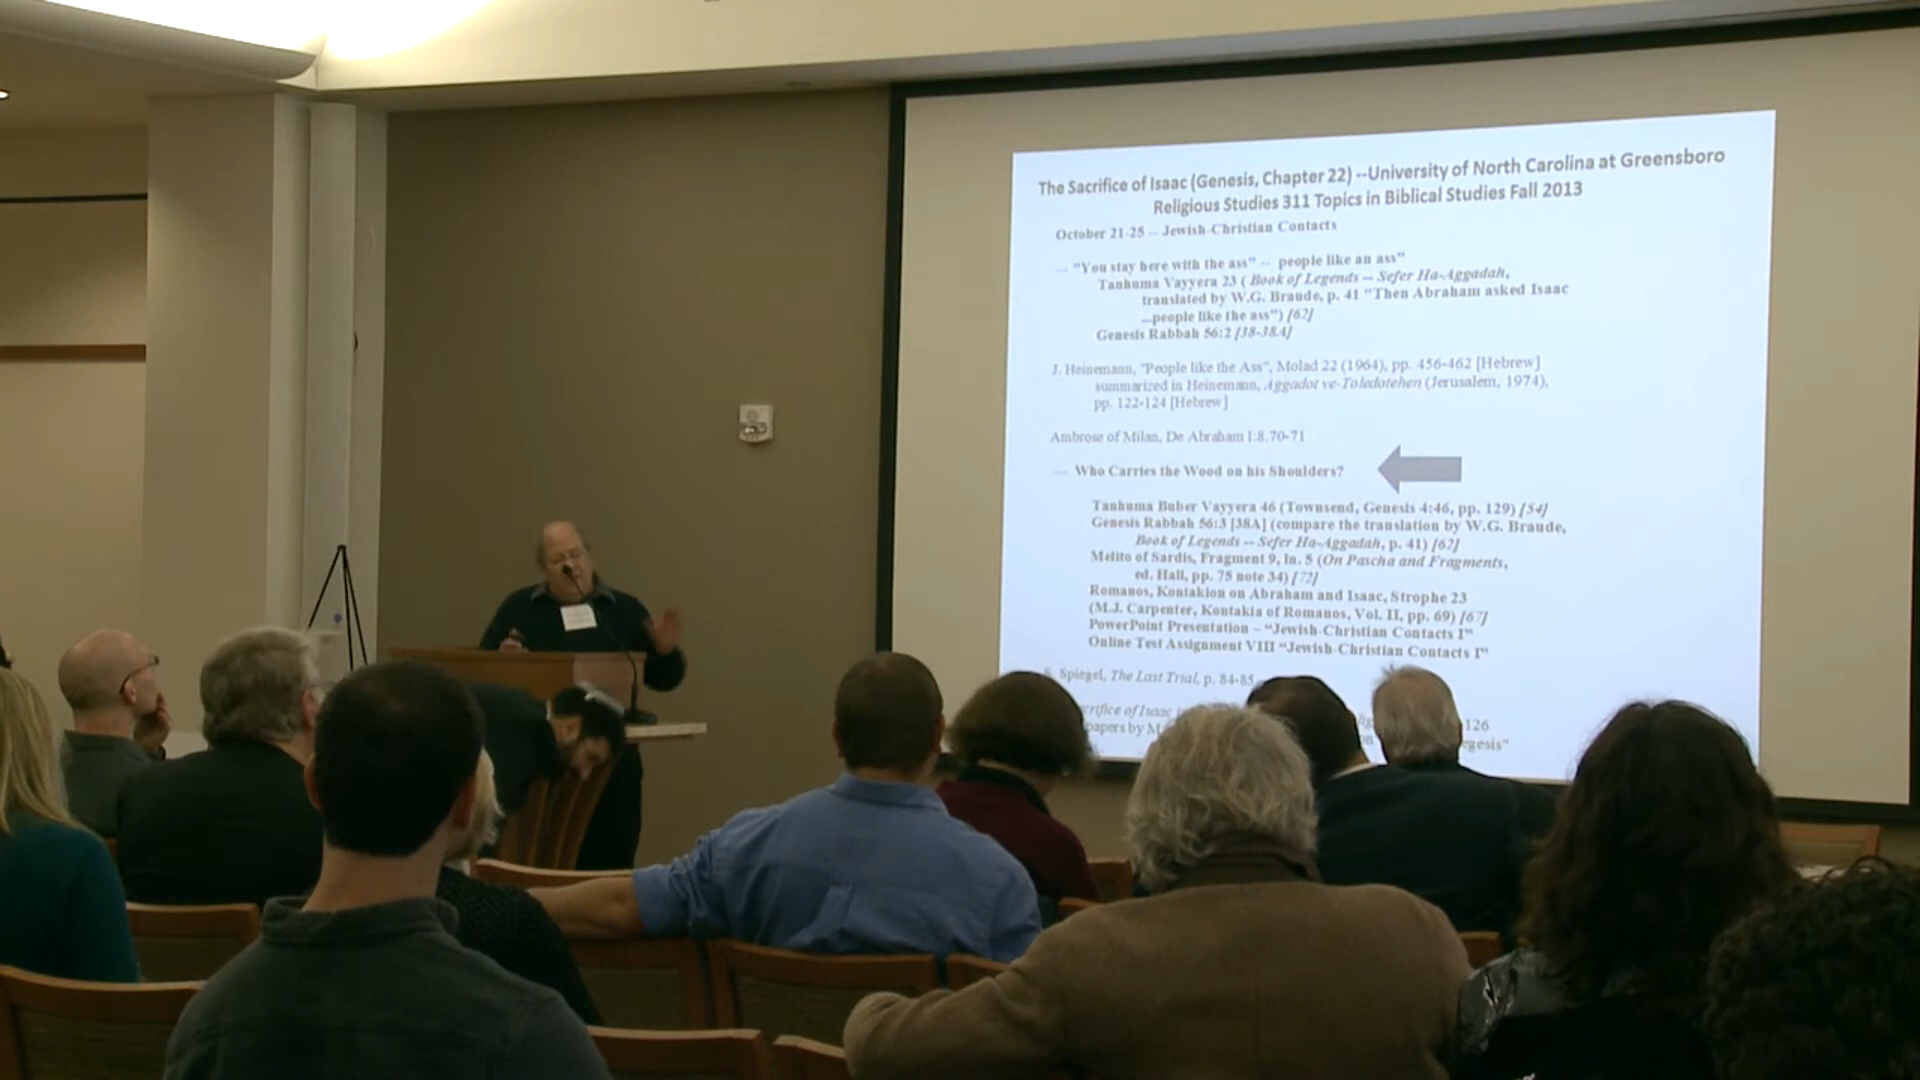 The Sacrifice of Isaac (Genesis, Chapter 22) --University of North Carolina at Greensboro
Religious Studies 311 Topics in Biblical Studies Fall 2013
October 21-25 -- Jewish-Christian Contacts
— "You stay here with the ass" -- people like an ass"
Tanhuma Vayyera 23 ( Book of Legends -- Sefer Ha-Aggadah,
translated by W.G. Braude, p. 41 "Then Abraham asked Isaac
...people like the ass") [62]
Genesis Rabbah 56:2 [38-38A]
J. Heinemann, "People like the Ass", Molad 22 (1964), pp. 456-462 [Hebrew]
summarized in Heinemann, Aggadot ve-Toledotehen (Jerusalem, 1974),
pp. 122-124 [Hebrew]
Ambrose of Milan, De Abraham I:8.70-71
— Who Carries the Wood on his Shoulders?
Tanhuma Buber Vayyera 46 (Townsend, Genesis 4:46, pp. 129) [54]
Genesis Rabbah 56:3 [38A] (compare the translation by W.G. Braude,
Book of Legends -- Sefer Ha-Aggadah, p. 41) [62]
Melito of Sardis, Fragment 9, ln. 5 (On Pascha and Fragments,
ed. Hall, pp. 75 note 34) [72]
Romanos, Kontakion on Abraham and Isaac, Strophe 23
(M.J. Carpenter, Kontakia of Romanos, Vol. II, pp. 69) [67]
PowerPoint Presentation – "Jewish-Christian Contacts I"
Online Test Assignment VIII "Jewish-Christian Contacts I"
S. Spiegel, The Last Trial, p. 84-85
of Isaac 126
papers by